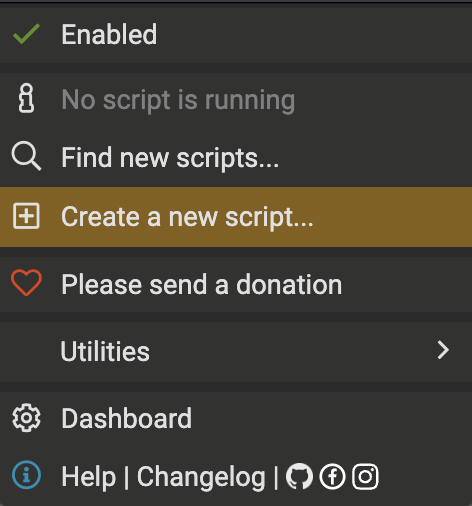 Enabled
No script is running
Find new scripts...
Create a new script...
Please send a donation
Utilities
Dashboard
Help | Changelog |